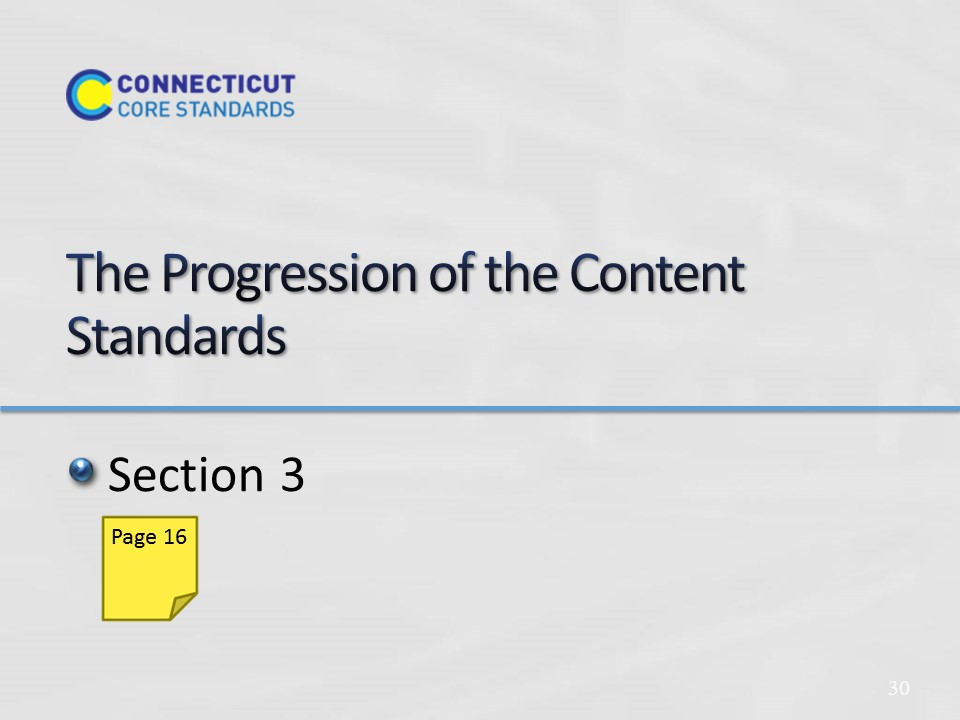 CONNECTICUT
CORE STANDARDS
The Progression of the Content
Standards
Section 3
Page 16
30